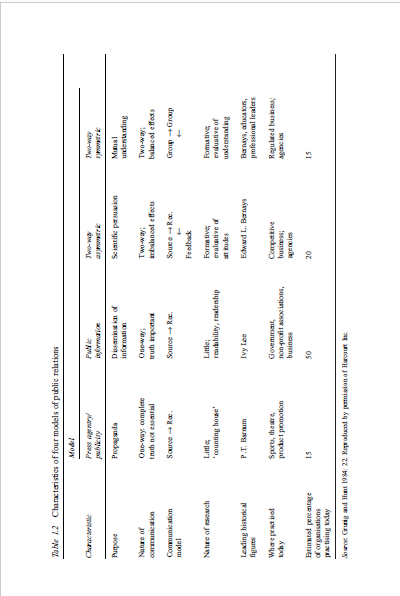 Table 1.2 Characteristics of four models of public relations
Model
Characteristic Press agentry/ publicity Public information Two-way asymmetric Two-way symmetric
Purpose Propaganda Dissemination of information Scientific persuasion Mutual understanding
Nature of communication One-way; complete truth not essential One-way; truth important Two-way; imbalanced effects Two-way; balanced effects
Communication model Source → Rec. Source → Rec. Source → Rec. ← Feedback Group → Group ←
Nature of research Little; ‘counting house’ Little; readability, readership Formative; evaluative of attitudes Formative; evaluative of understanding
Leading historical figures P.T. Barnum Ivy Lee Edward L. Bernays Bernays, educators, professional leaders
Where practised today Sports, theatre, product promotion Government, non-profit associations, business Competitive business; agencies Regulated business; agencies
Estimated percentage of organisations practising today 15 50 20 15
Source: Grunig and Hunt 1984: 22. Reproduced by permission of Harcourt Inc.